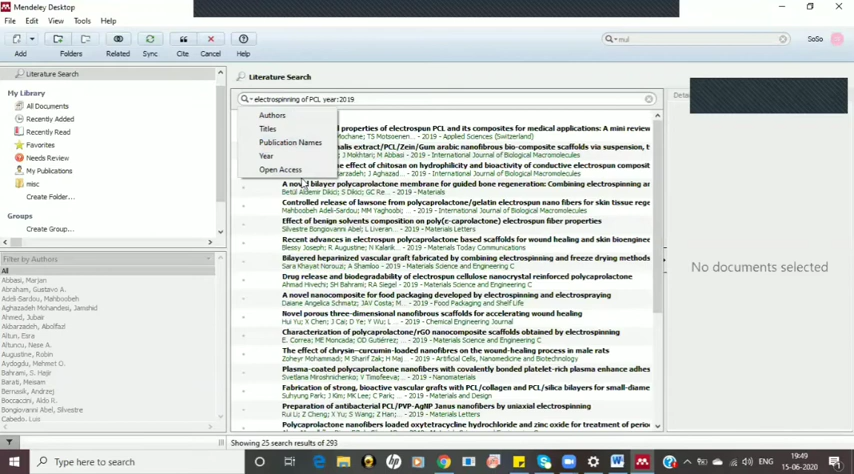 Mendeley Desktop
File Edit View Tools Help
Add Folders Related Sync Cite Cancel Help
mul
SoSo
Literature Search
My Library
All Documents
Recently Added
Recently Read
Favorites
Needs Review
My Publications
misc
Create Folder...
Groups
Create Group...
Filter by Authors
All
Abbasi, Marjan
Abraham, Gustavo A.
Adeli-Sardou, Mahboobeh
Aghazadeh Mohandesi, Jamshid
Ahmed, Jubair
Akbarzadeh, Abolfazl
Altun, Esra
Altuncu, Nese A.
Augustine, Robin
Aydogdu, Mehmet O.
Bahrami, S. Hajir
Barati, Meisam
Bernasik, Andrzej
Boccaccini, Aldo R.
Bongiovanni Abel, Silvestre
Cabedo, Luis
Literature Search
electrospinning of PCL year:2019
Authors
Titles
Publication Names
Year
Open Access
properties of electrospun PCL and its composites for medical applications: A mini review
Mochane; TS Motsoenen... - Applied Sciences (Switzerland)
extract/PCL/Zein/Gum arabic nanofibrous bio-composite films via suspension,
J Mokhtari; M Abbasi - International Journal of Biological Macromolecules
effect of chitosan on hydrophilicity and bioactivity of conductive electrospun composite
J Aghazad... - 2019 - International Journal of Biological Macromolecules
A novel bilayer polycaprolactone membrane for guided bone regeneration: Combining electrospinning and
Betül Aldemir Dikici; S Dikici; GC Re... - 2019 - Materials
Controlled release of lawsone from polycaprolactone/gelatin electrospun nano fibers for skin tissue
Mahboobeh Adeli-Sardou; MM Yaghoobi; ... - 2019 - International Journal of Biological Macromolecules
Effect of benign solvents composition on poly(ε-caprolactone) electrospun fiber properties
Silvestre Bongiovanni Abel; L Liveran... - 2019 - Materials Letters
Recent advances in electrospun polycaprolactone based scaffolds for wound healing and skin bioengineering
Blessy Joseph; R Augustine; N Kalarik... - 2019 - Materials Today Communications
Bilayered heparinized vascular graft fabricated by combining electrospinning and freeze drying methods
Sara Khayat Norouz; A Shamloo - 2019 - Materials Science and Engineering C
Drug release and biodegradability of electrospun cellulose nanocrystal reinforced polycaprolactone
Ahmad Hivechi; SH Bahrami; RA Siegel - 2019 - Materials Science and Engineering C
A novel nanocomposite for food packaging developed by electrospinning and electrospraying
Daiane Angelica Schmatz; JAV Costa; M... - 2019 - Food Packaging and Shelf Life
Novel porous three-dimensional nanofibrous scaffolds for accelerating wound healing
Hui Yu; X Chen; J Cai; D Ye; Y Wu; L... - 2019 - Chemical Engineering Journal
Characterization of polycaprolactone/rGO nanocomposite scaffolds obtained by electrospinning
E. Correa; ME Moncada; OD Gutiérrez; ... - 2019 - Materials Science and Engineering C
The effect of chrysin–curcumin-loaded nanofibres on the wound-healing process in male rats
Zoheyr Mohammadi; M Sharif Zak; H Maj... - 2019 - Artificial Cells, Nanomedicine and Biotechnology
Plasma-coated polycaprolactone nanofibers with covalently bonded platelet-rich plasma enhance adhesion
Svetlana Miroshnichenko; V Timofeeva;... - 2019 - Nanomaterials
Fabrication of strong, bioactive vascular grafts with PCL/collagen and PCL/silica bilayers for small-diameter
Suhyung Park; J Kim; MK Lee; C Park; ... - 2019 - Materials and Design
Preparation of antibacterial PCL/PVP-AgNP Janus nanofibers by uniaxial electrospinning
Rui Li; Z Cheng; X Yu; S Wang; Z Han;... - 2019 - Materials Letters
Polycaprolactone nanofibers loaded oxytetracycline hydrochloride and zinc oxide for treatment of
Showing 25 search results of 293
Details
No documents selected
Type here to search
ENG
19:49
15-06-2020